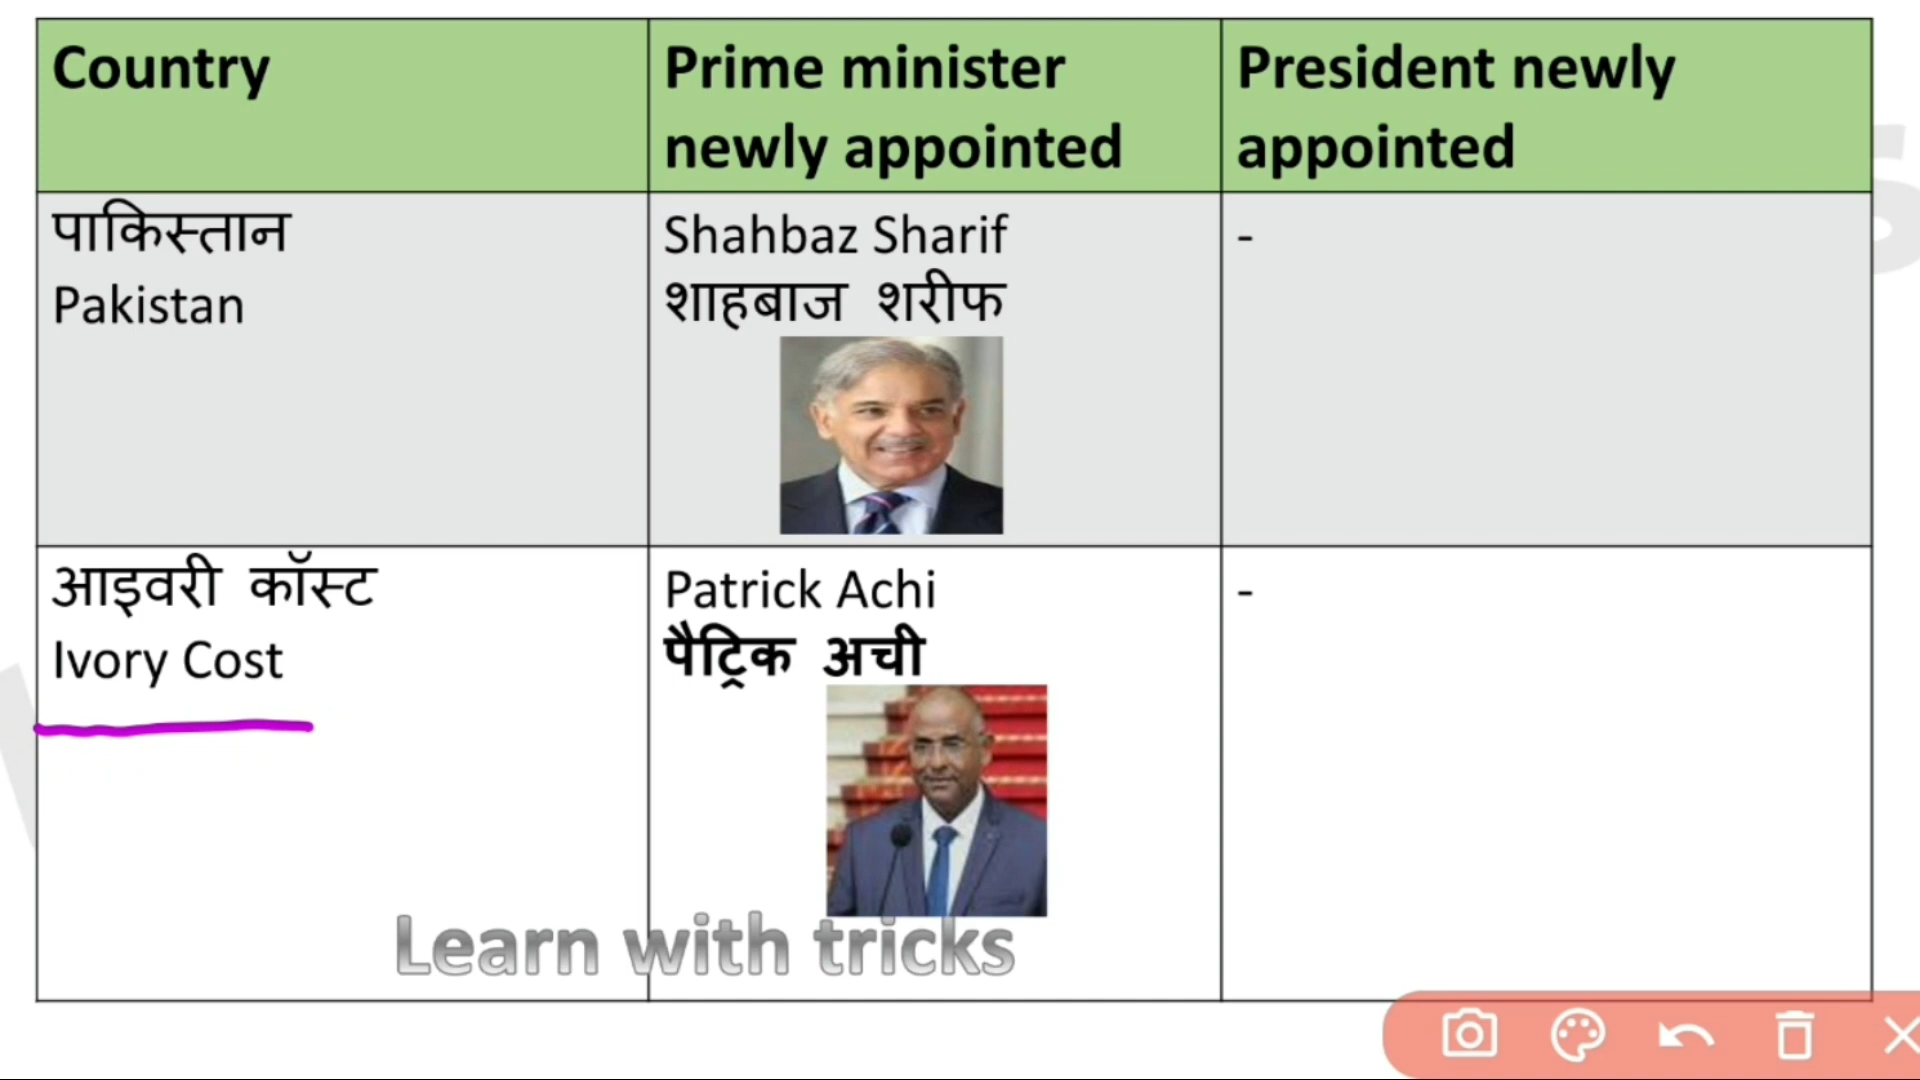 Country
Prime minister
newly appointed
President newly
appointed
पाकिस्तान
Pakistan
Shahbaz Sharif
शाहबाज शरीफ
-
आइवरी कॉस्ट
Ivory Cost
Patrick Achi
पैट्रिक अची
-
Learn with tricks